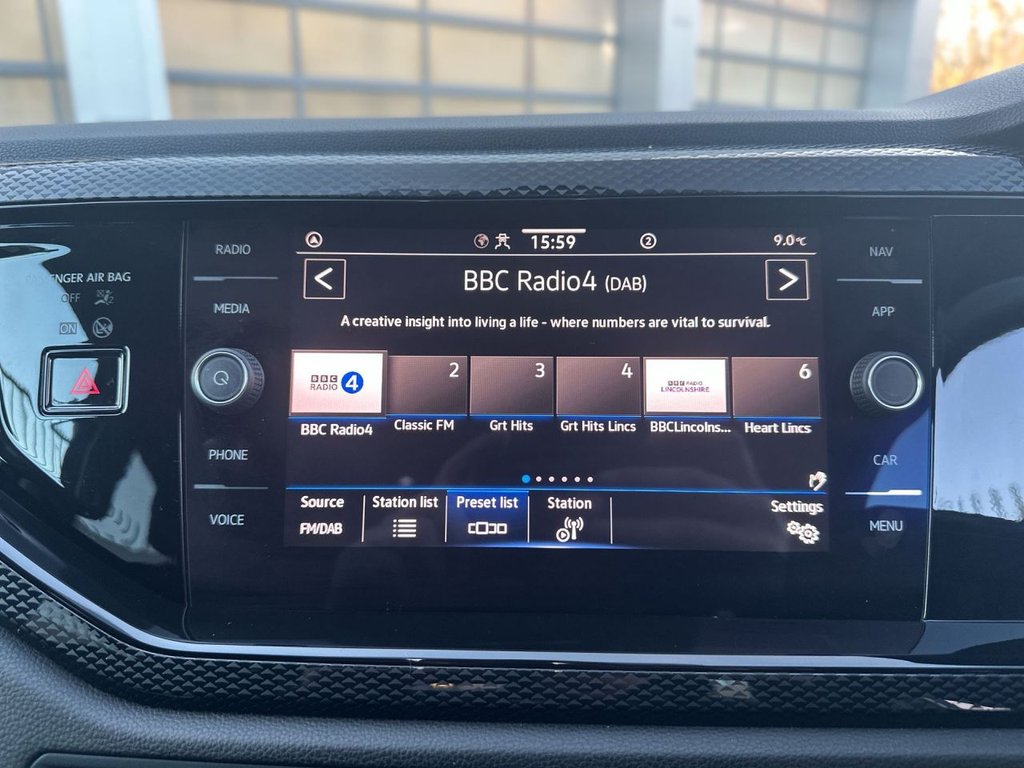 15:59
2
9.0°C
BBC Radio4 (DAB)
A creative insight into living a life - where numbers are vital to survival.
BBC RADIO 4
2
3
4
BBC RADIO LINCOLNSHIRE
6
BBC Radio4
Classic FM
Grt Hits
Grt Hits Lincs
BBCLincolns...
Heart Lincs
Source
FM/DAB
Station list
Preset list
Station
Settings
RADIO
MEDIA
PHONE
VOICE
NAV
APP
CAR
MENU
AIR BAG
OFF
ON